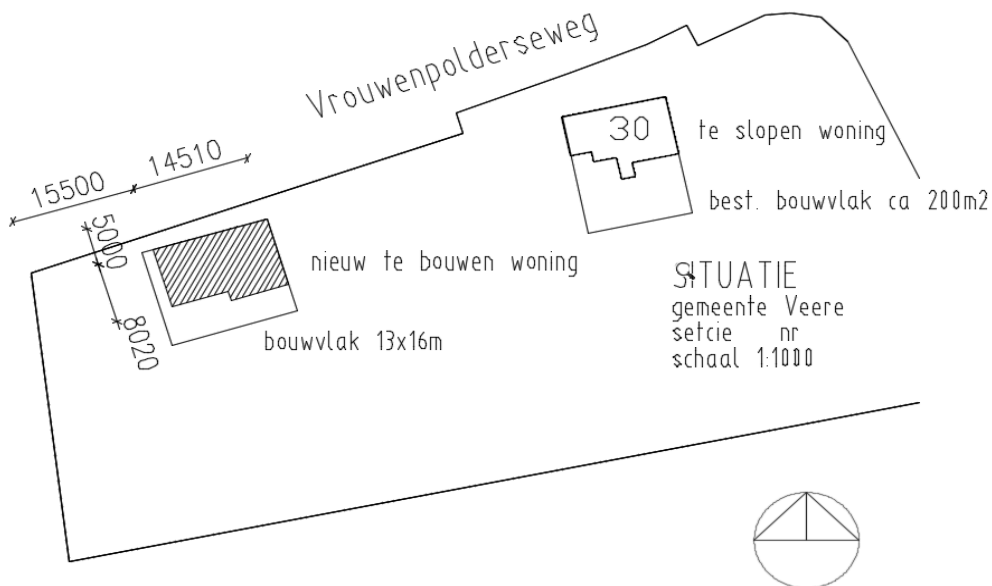 Vrouwenpolderseweg
30
te slopen woning
best. bouwvlak ca 200m2
15500
14510
5000
8020
nieuw te bouwen woning
bouwvlak 13x16m
SITUATIE
gemeente Veere
setcie nr
schaal 1:1000